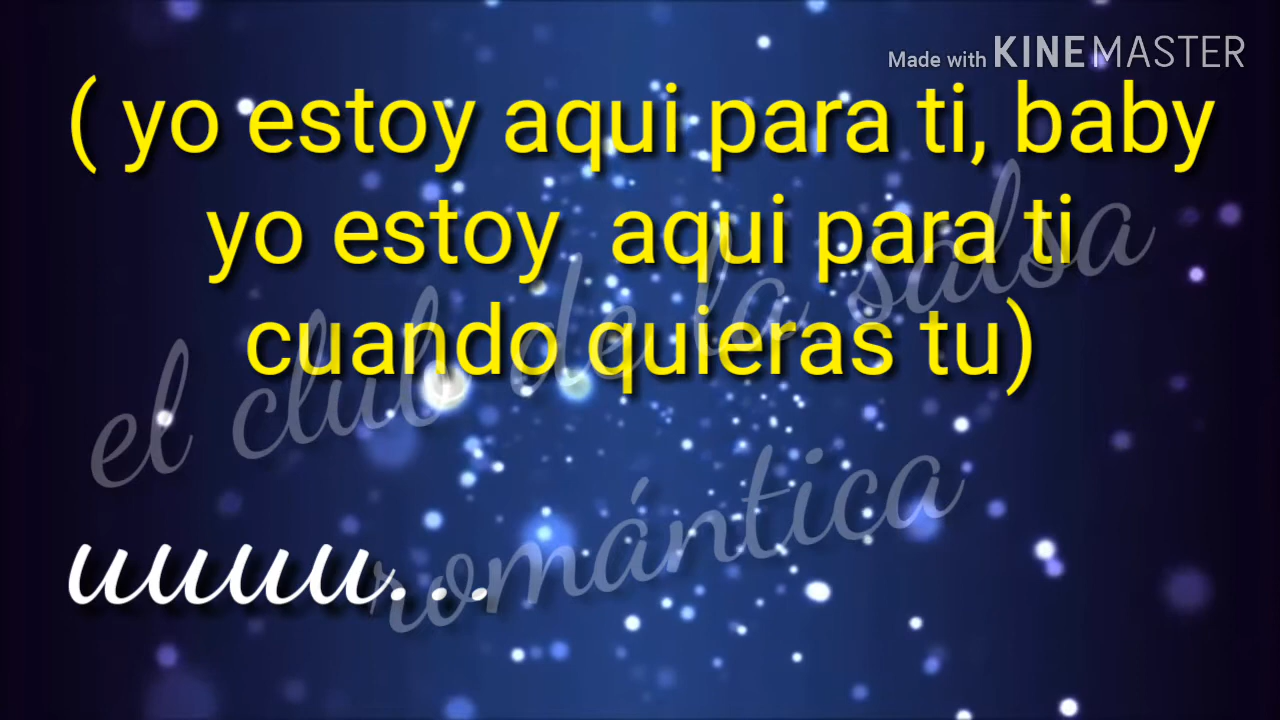 Made with KINEMASTER
( yo estoy aqui para ti, baby
yo estoy  aqui para ti
cuando quieras tu)
el club de la salsa
romántica
uuuu...